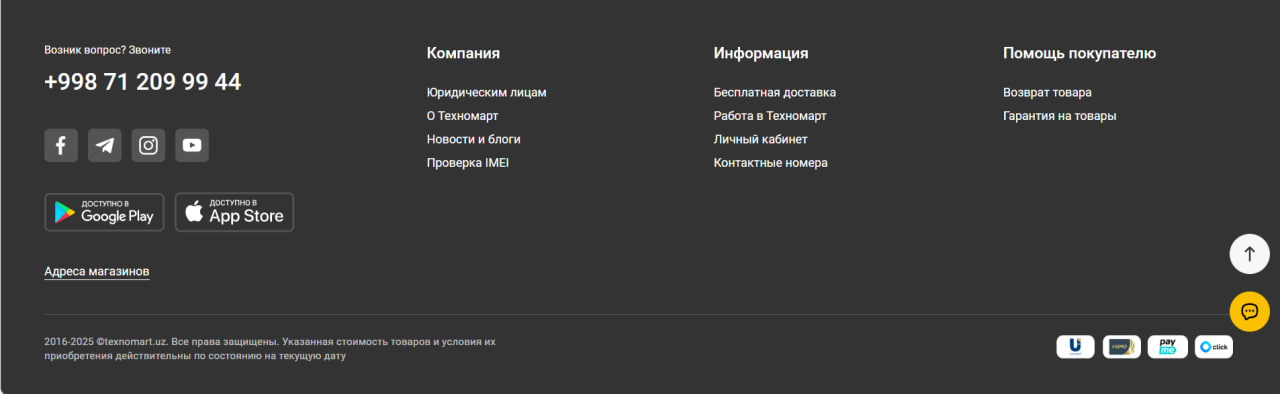 Возник вопрос? Звоните
+998 71 209 99 44
ДОСТУПНО В
Google Play
ДОСТУПНО В
App Store
Адреса магазинов
Компания
Юридическим лицам
О Техномарт
Новости и блоги
Проверка IMEI
Информация
Бесплатная доставка
Работа в Техномарт
Личный кабинет
Контактные номера
Помощь покупателю
Возврат товара
Гарантия на товары
2016-2025 ©texnomart.uz. Все права защищены. Указанная стоимость товаров и условия их
приобретения действительны по состоянию на текущую дату
HUMO
pay
me
click